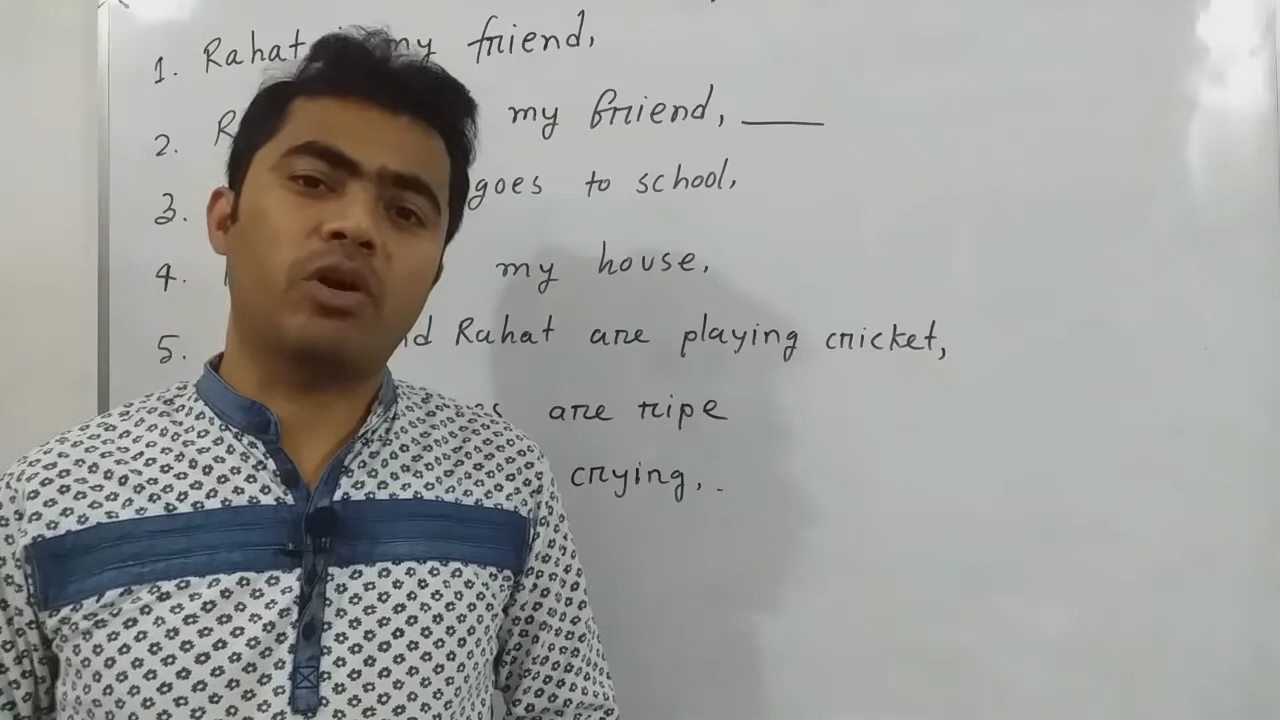 1. Rahat my friend,
2. my friend, ____
3. goes to school,
4. my house.
5. Rahat are playing cricket,
are ripe
crying,.